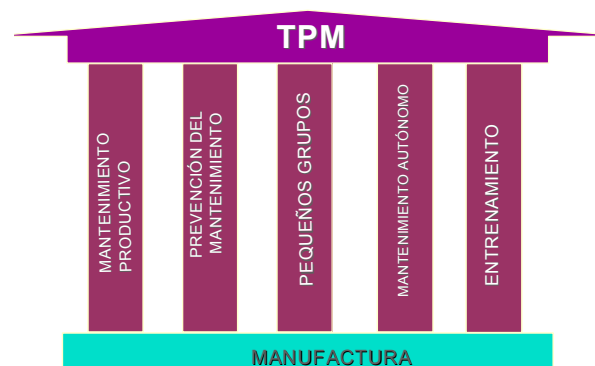 TPM
MANTENIMIENTO
PRODUCTIVO
PREVENCIÓN DEL
MANTENIMIENTO
PEQUEÑOS GRUPOS
MANTENIMIENTO AUTÓNOMO
ENTRENAMIENTO
MANUFACTURA